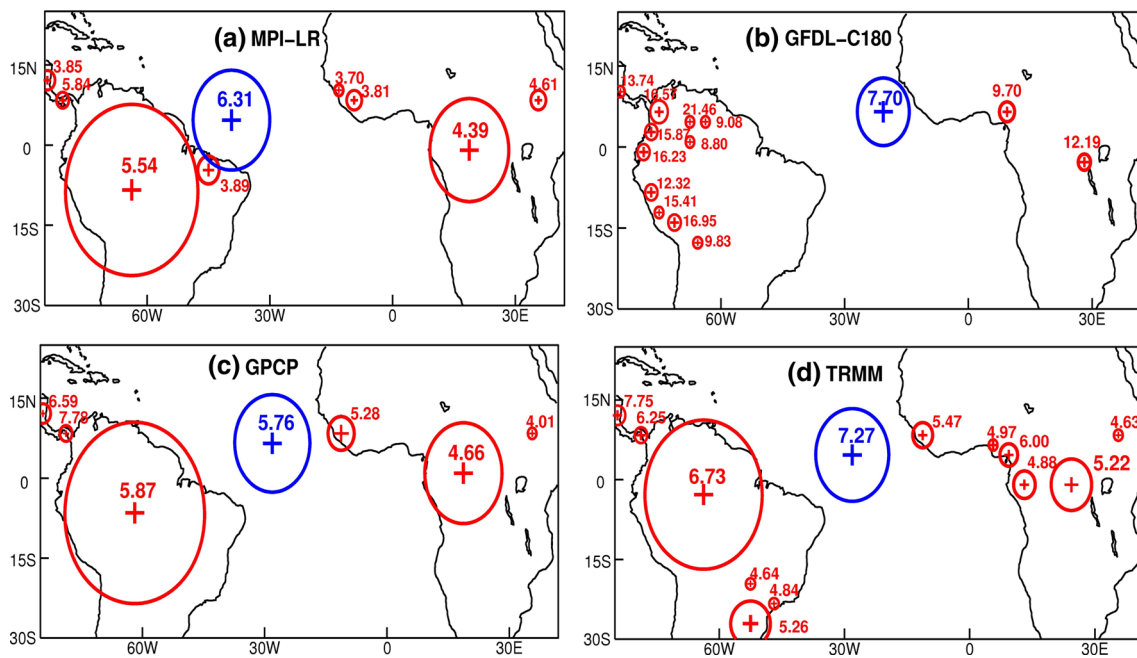 (a) MPI-LR
15N
0
15S
30S
60W
30W
0
30E
3.85
5.84
6.31
3.70
3.81
4.61
4.39
5.54
3.89
(b) GFDL-C180
15N
0
15S
30S
60W
30W
0
30E
13.74
21.46
9.08
15.87
8.80
16.23
12.32
15.41
16.95
9.83
7.70
9.70
12.19
(c) GPCP
15N
0
15S
30S
60W
30W
0
30E
6.59
7.78
5.76
5.28
4.01
4.66
5.87
(d) TRMM
15N
0
15S
30S
60W
30W
0
30E
7.75
6.25
7.27
5.47
4.97
6.00
4.63
4.88
5.22
6.73
4.64
4.84
5.26